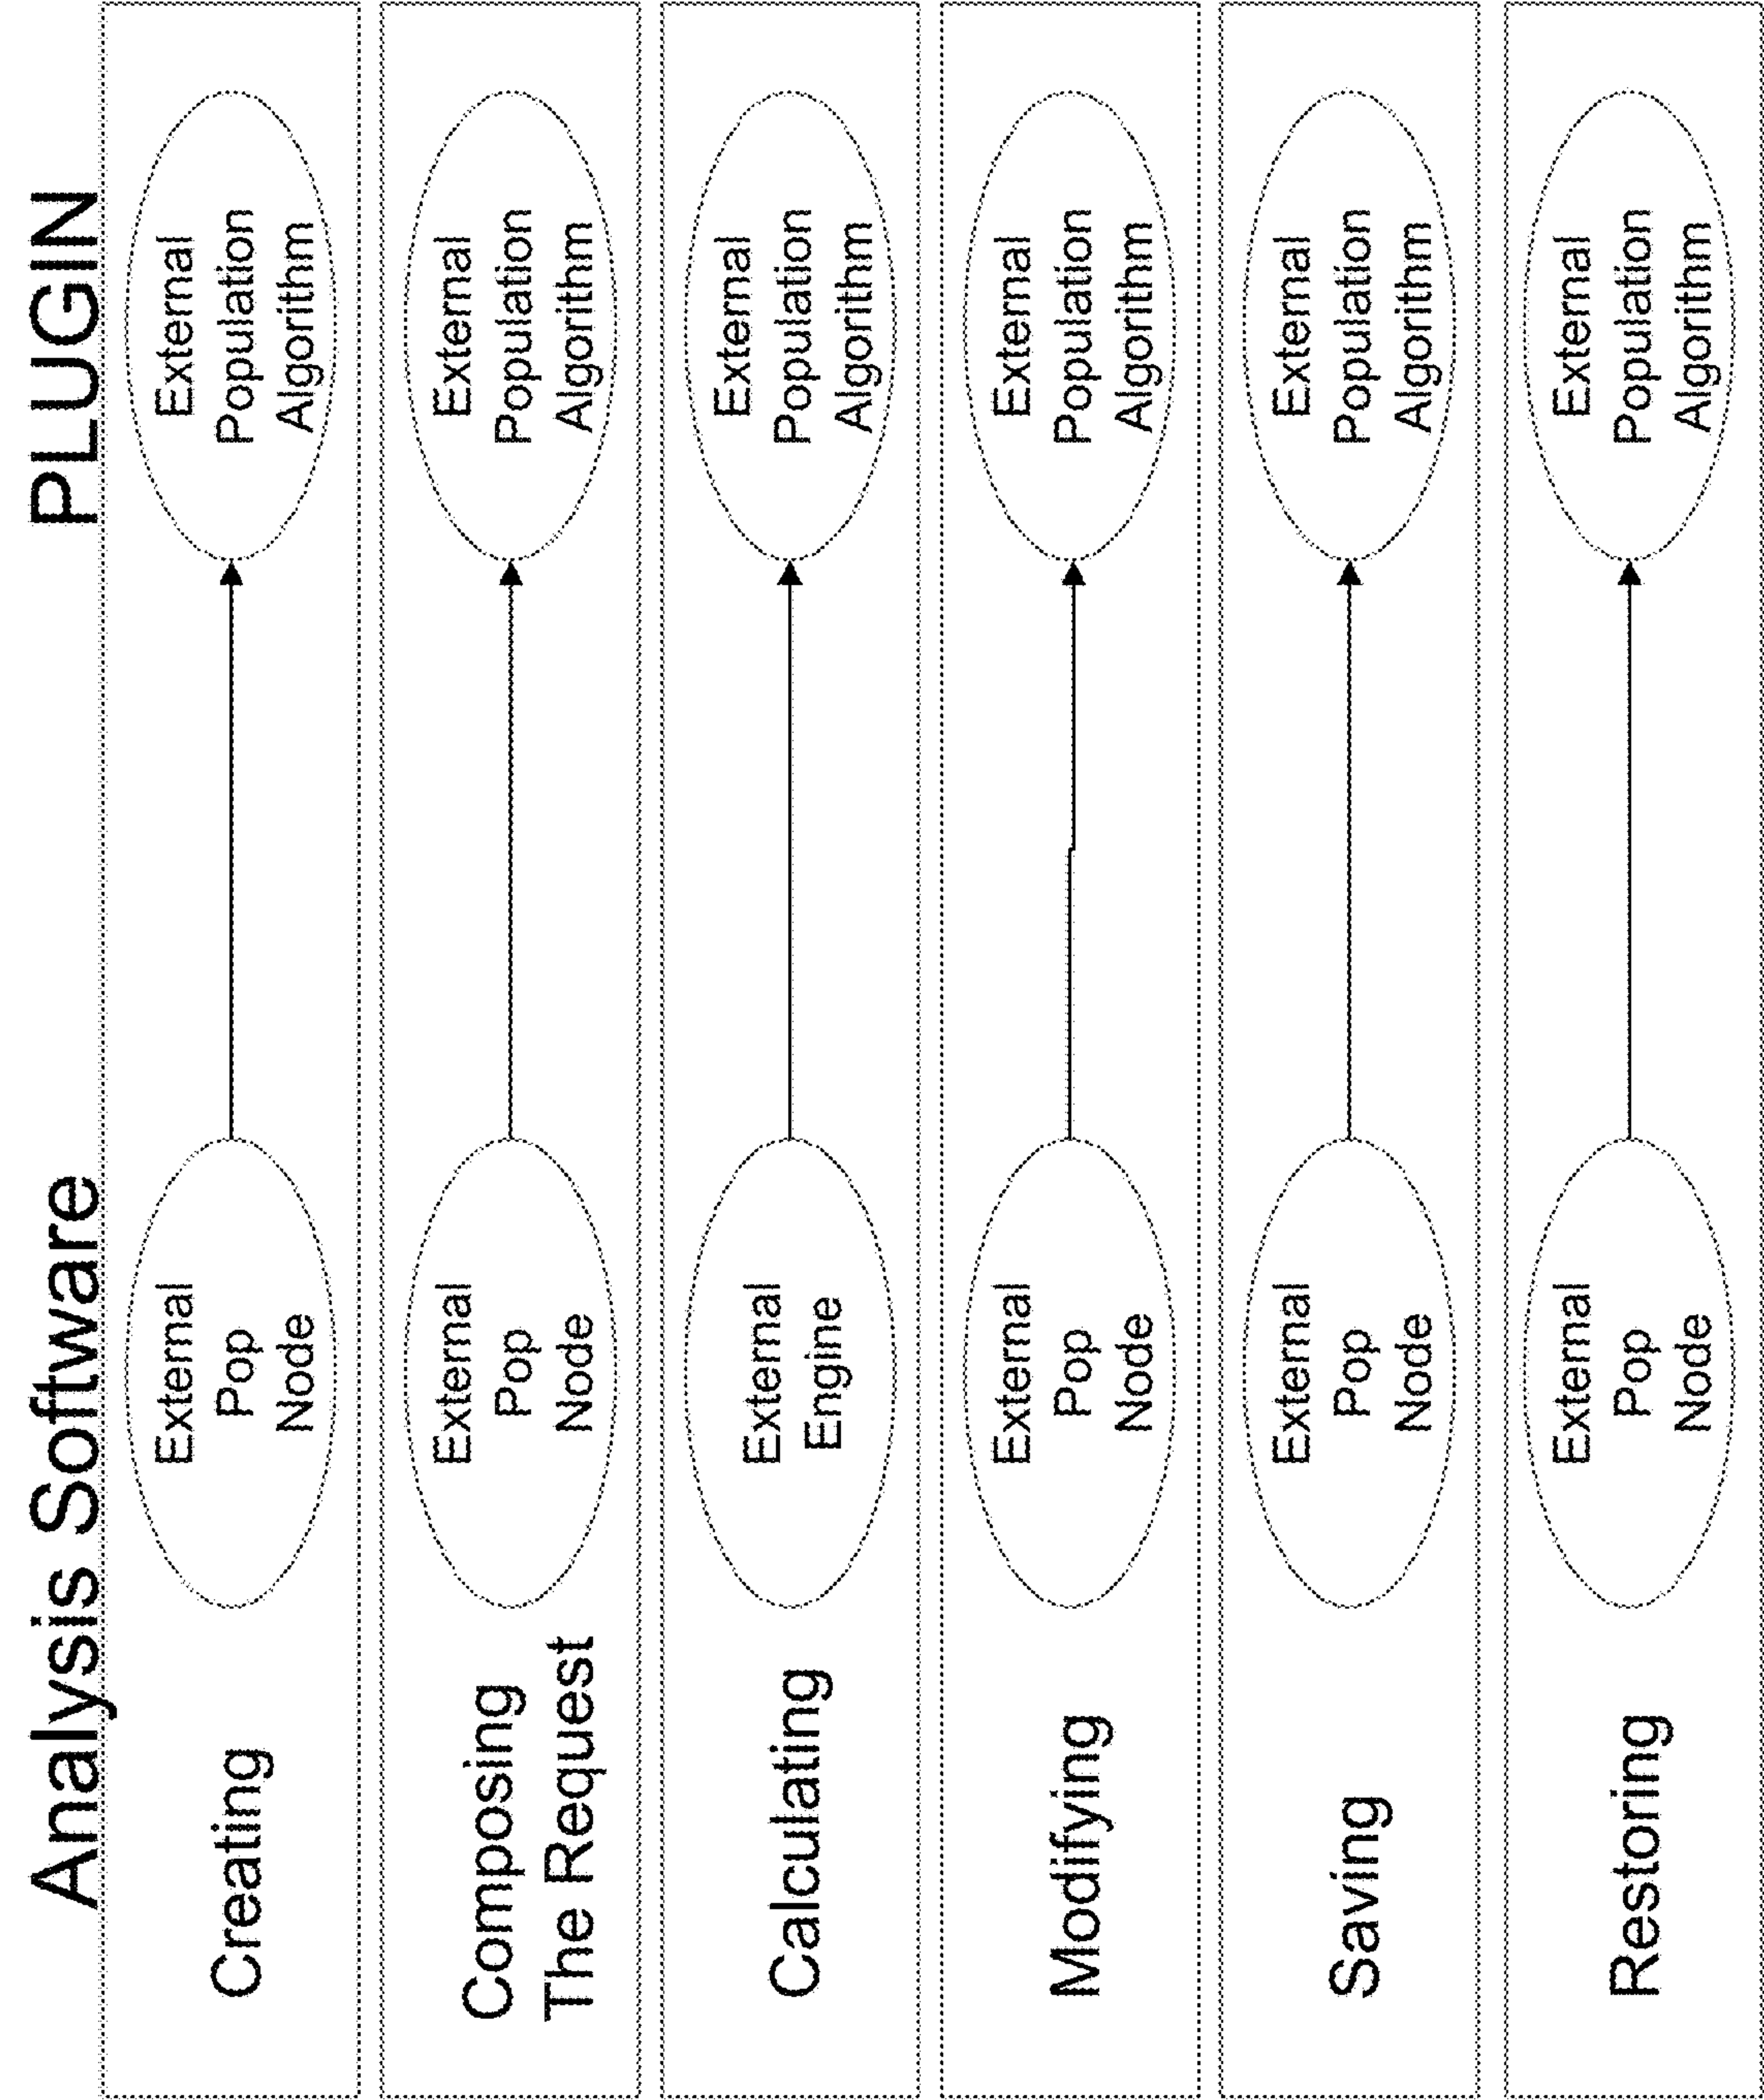 Analysis Software
PLUGIN
Creating
External
Pop
Node
External
Population
Algorithm
Composing
The Request
External
Pop
Node
External
Population
Algorithm
Calculating
External
Engine
External
Population
Algorithm
Modifying
External
Pop
Node
External
Population
Algorithm
Saving
External
Pop
Node
External
Population
Algorithm
Restoring
External
Pop
Node
External
Population
Algorithm